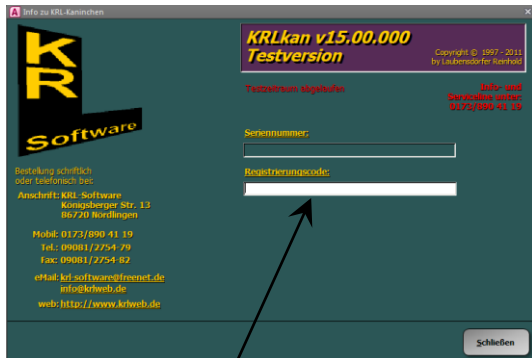 Info zu KRL-Kaninchen
KR
Software
Bestellung schriftlich
oder telefonisch bei:
Anschrift: KRL-Software
Königsberger Str. 13
86720 Nördlingen
Mobil: 0173/890 41 19
Tel.: 09081/2754-79
Fax: 09081/2754-82
eMail: krl-software@freenet.de
info@krlweb.de
web: http://www.krlweb.de
KRLkan v15.00.000
Testversion
Copyright © 1997-2011
by Laubensdörfer Reinhold
Testzeitraum abgelaufen
Info- und
Serviceline unter:
0173/890 41 19
Seriennummer:
Registrierungscode:
Schließen